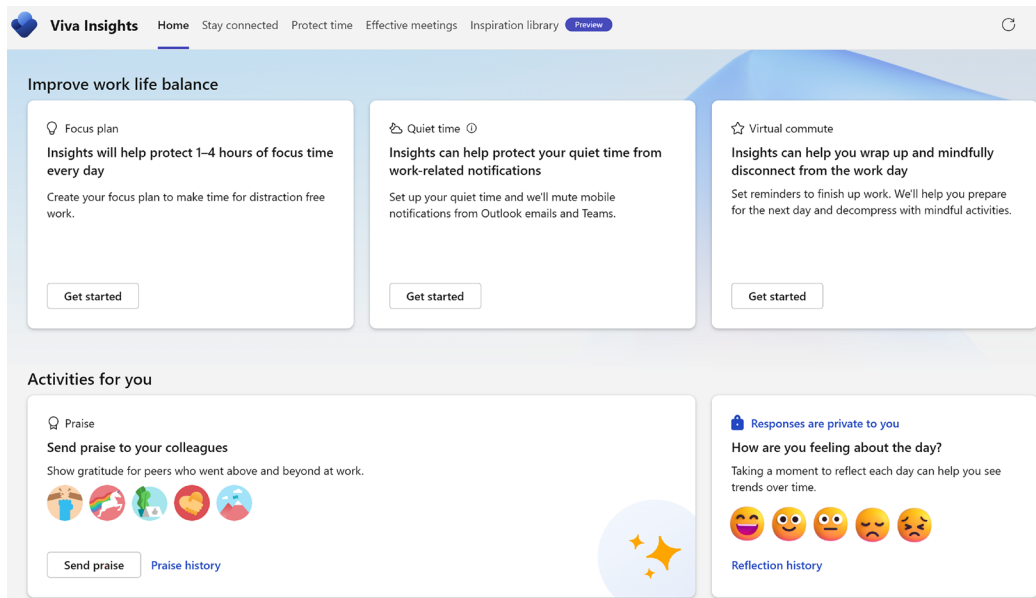 Viva Insights Home Stay connected Protect time Effective meetings Inspiration library Preview
Improve work life balance
Focus plan
Insights will help protect 1–4 hours of focus time
every day
Create your focus plan to make time for distraction free
work.
Get started
Quiet time
Insights can help protect your quiet time from
work-related notifications
Set up your quiet time and we'll mute mobile
notifications from Outlook emails and Teams.
Get started
Virtual commute
Insights can help you wrap up and mindfully
disconnect from the work day
Set reminders to finish up work. We'll help you prepare
for the next day and decompress with mindful activities.
Get started
Activities for you
Praise
Send praise to your colleagues
Show gratitude for peers who went above and beyond at work.
Send praise Praise history
Responses are private to you
How are you feeling about the day?
Taking a moment to reflect each day can help you see
trends over time.
Reflection history